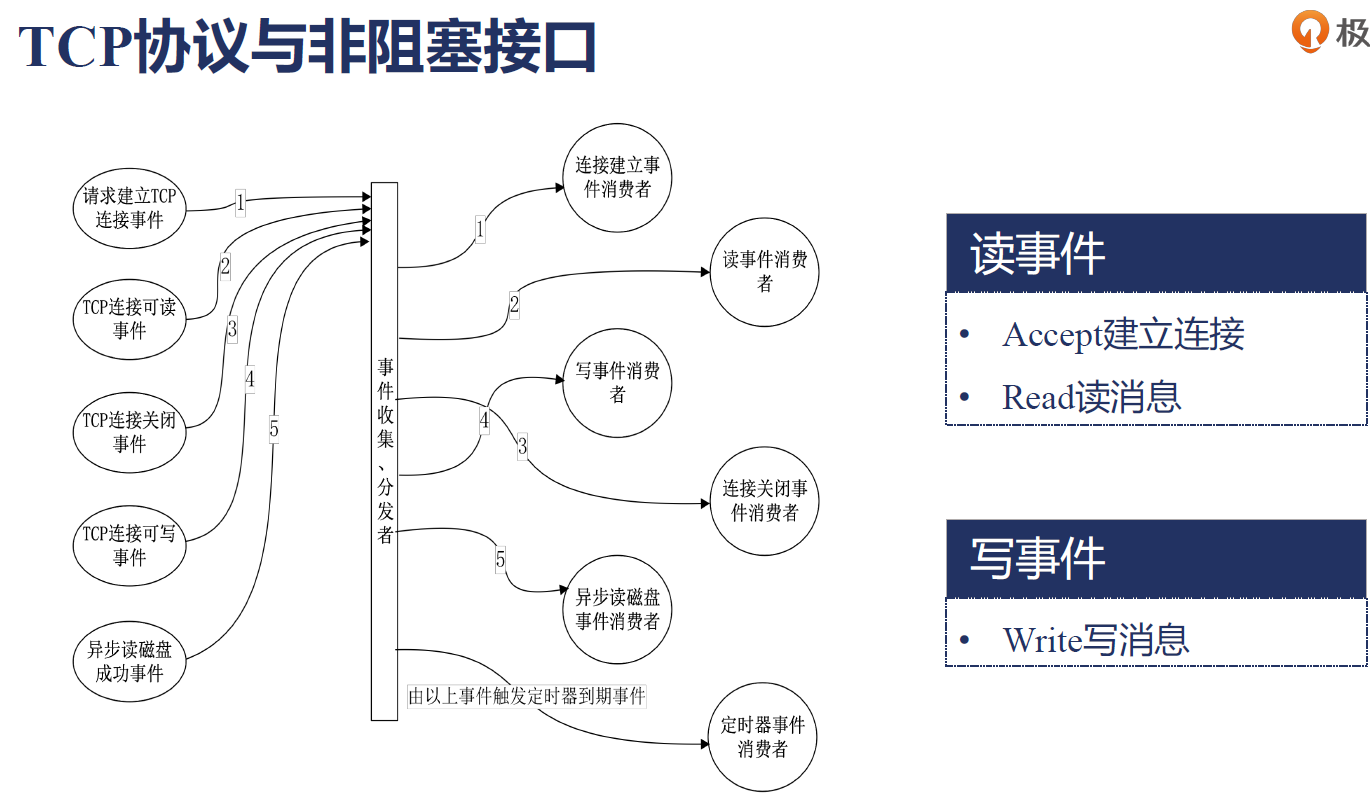 TCP协议与非阻塞接口
极
请求建立TCP
连接事件
TCP连接可读
事件
TCP连接关闭
事件
TCP连接可写
事件
异步读磁盘
成功事件
1
2
3
4
5
事件收集、分发者
1
2
4
3
5
由以上事件触发定时器到期事件
连接建立事
件消费者
读事件消费
者
写事件消费
者
连接关闭事
件消费者
异步读磁盘
事件消费者
定时器事件
消费者
读事件
• Accept建立连接
• Read读消息
写事件
• Write写消息